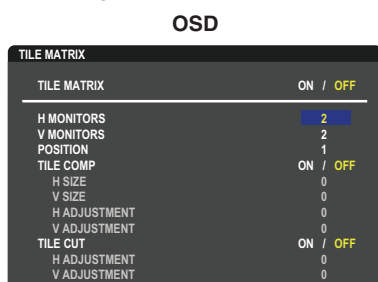 OSD
TILE MATRIX
TILE MATRIX ON / OFF
H MONITORS 2
V MONITORS 2
POSITION 1
TILE COMP ON / OFF
H SIZE 0
V SIZE 0
H ADJUSTMENT 0
V ADJUSTMENT 0
TILE CUT ON / OFF
H ADJUSTMENT 0
V ADJUSTMENT 0